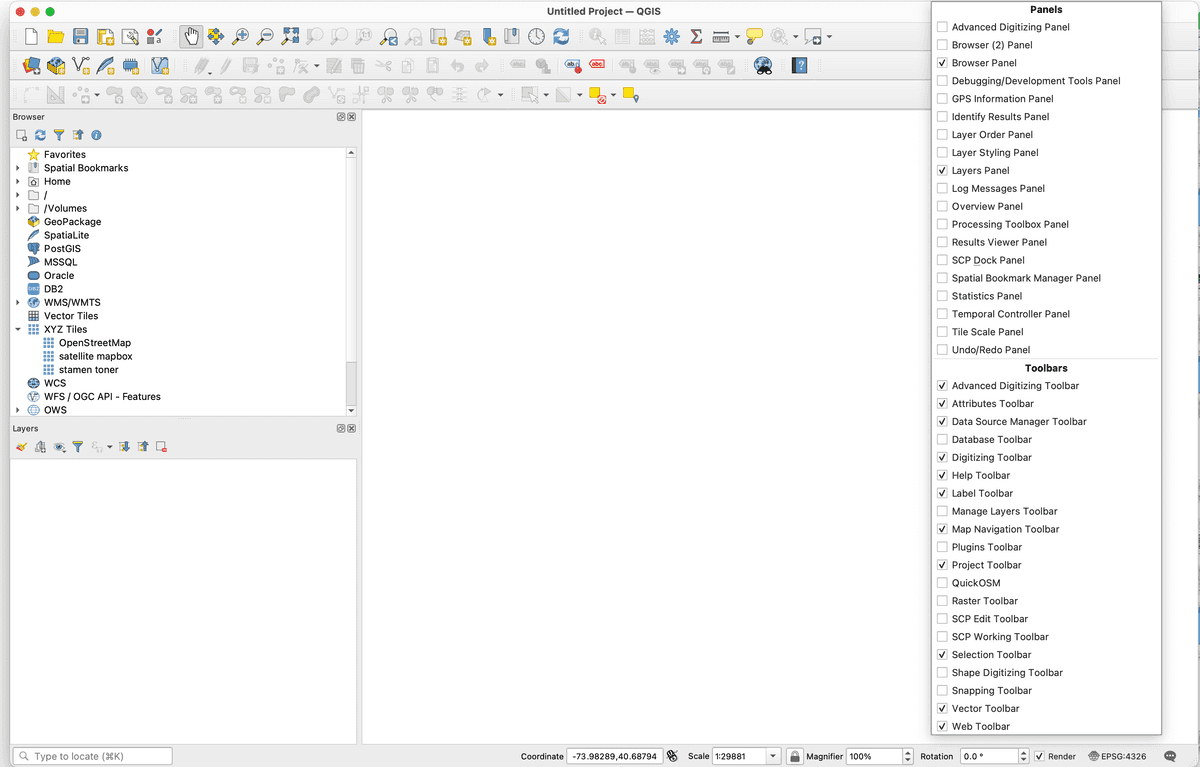 Untitled Project — QGIS
Browser
Favorites
Spatial Bookmarks
Home
/
/Volumes
GeoPackage
SpatiaLite
PostGIS
MSSQL
Oracle
DB2
WMS/WMTS
Vector Tiles
XYZ Tiles
OpenStreetMap
satellite mapbox
stamen toner
WCS
WFS / OGC API - Features
OWS
Layers
Panels
Advanced Digitizing Panel
Browser (2) Panel
Browser Panel
Debugging/Development Tools Panel
GPS Information Panel
Identify Results Panel
Layer Order Panel
Layer Styling Panel
Layers Panel
Log Messages Panel
Overview Panel
Processing Toolbox Panel
Results Viewer Panel
SCP Dock Panel
Spatial Bookmark Manager Panel
Statistics Panel
Temporal Controller Panel
Tile Scale Panel
Undo/Redo Panel
Toolbars
Advanced Digitizing Toolbar
Attributes Toolbar
Data Source Manager Toolbar
Database Toolbar
Digitizing Toolbar
Help Toolbar
Label Toolbar
Manage Layers Toolbar
Map Navigation Toolbar
Plugins Toolbar
Project Toolbar
QuickOSM
Raster Toolbar
SCP Edit Toolbar
SCP Working Toolbar
Selection Toolbar
Shape Digitizing Toolbar
Snapping Toolbar
Vector Toolbar
Web Toolbar
Type to locate (⌘K) Coordinate -73.98289,40.68794 Scale 1:29881 Magnifier 100% Rotation 0.0 ° Render EPSG:4326